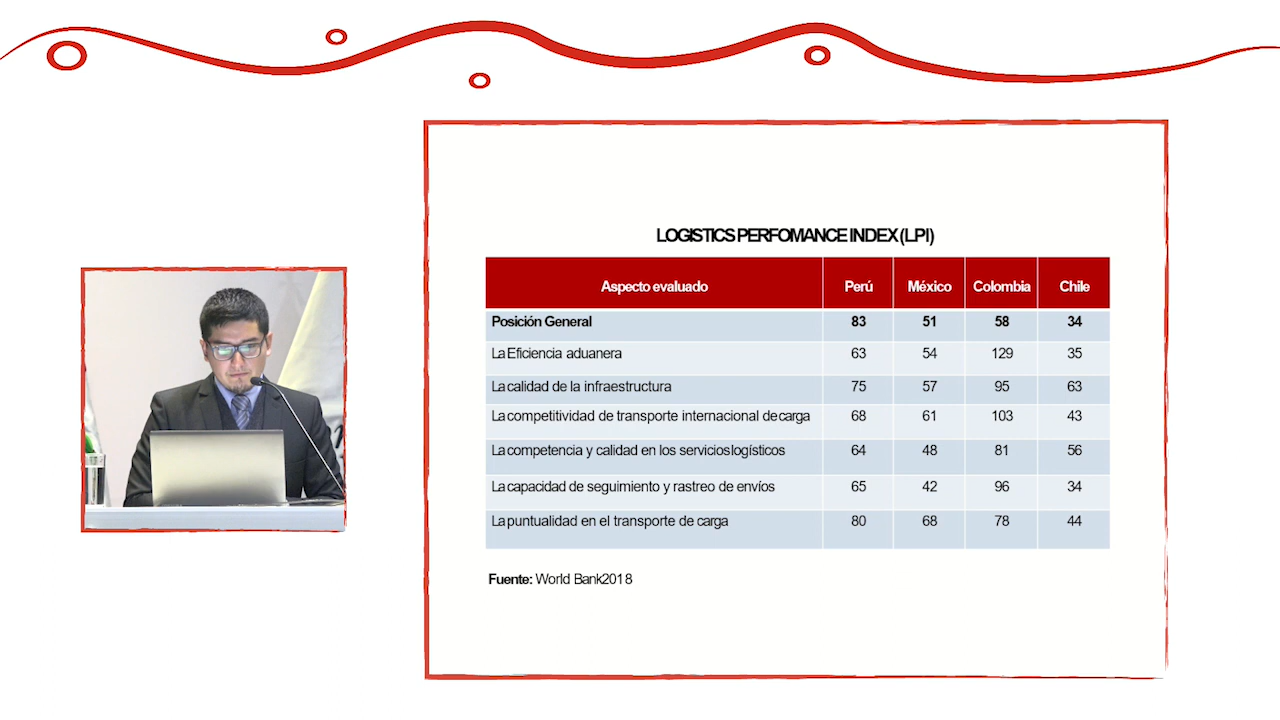 LOGISTICS PERFOMANCE INDEX (LPI)
Aspecto evaluado Perú México Colombia Chile
Posición General 83 51 58 34
La Eficiencia aduanera 63 54 129 35
La calidad de la infraestructura 75 57 95 63
La competitividad de transporte internacional de carga 68 61 103 43
La competencia y calidad en los servicios logísticos 64 48 81 56
La capacidad de seguimiento y rastreo de envíos 65 42 96 34
La puntualidad en el transporte de carga 80 68 78 44
Fuente: World Bank 2018